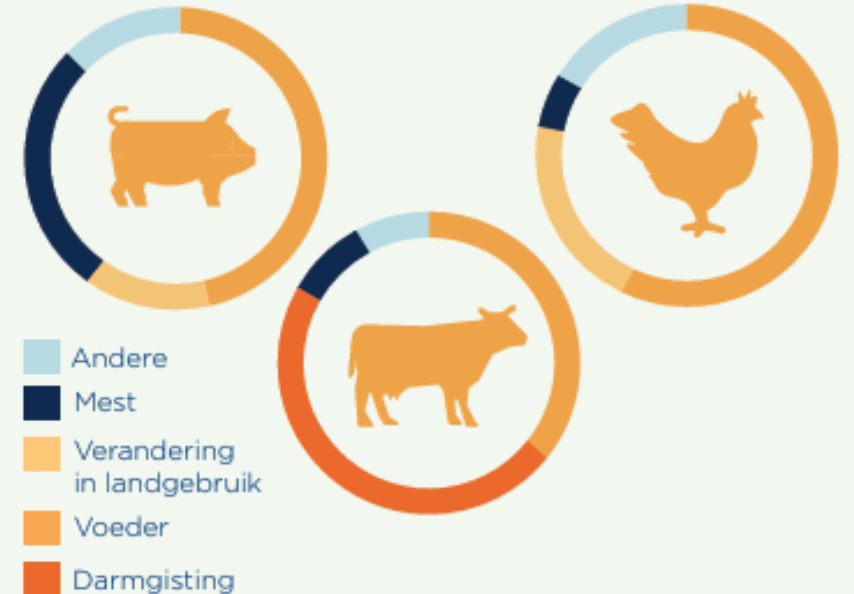 Andere
Mest
Verandering
in landgebruik
Voeder
Darmgisting